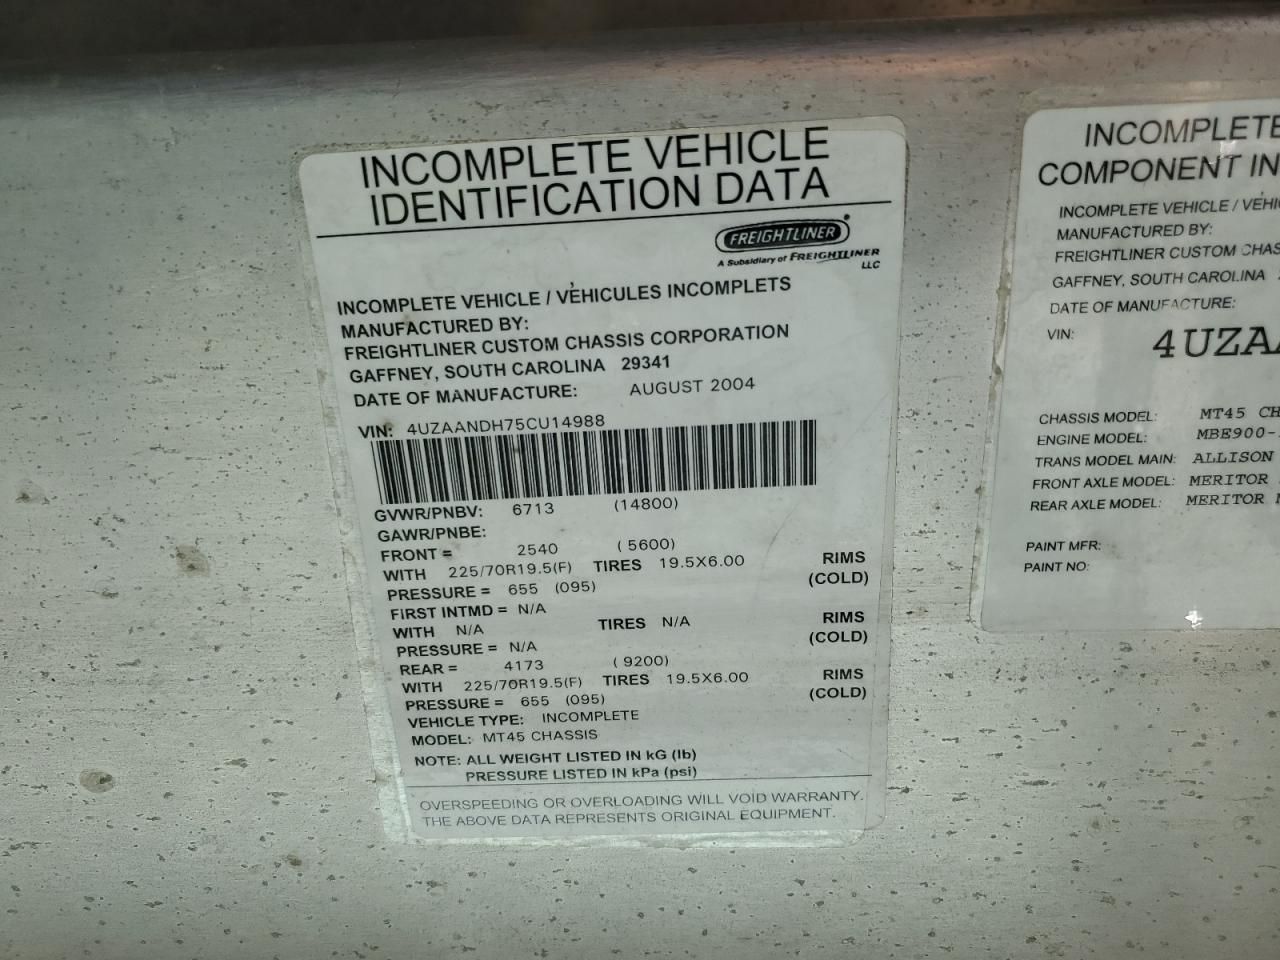 INCOMPLETE VEHICLE
IDENTIFICATION DATA
FREIGHTLINER®
A Subsidiary of FREIGHTLINER
LLC
INCOMPLETE VEHICLE / VEHICULES INCOMPLETS
MANUFACTURED BY:
FREIGHTLINER CUSTOM CHASSIS CORPORATION
GAFFNEY, SOUTH CAROLINA 29341
DATE OF MANUFACTURE: AUGUST 2004
VIN: 4UZAANDH75CU14988
GVWR/PNBV: 6713 (14800)
GAWR/PNBE:
FRONT = 2540 ( 5600)
WITH 225/70R19.5(F) TIRES 19.5X6.00 RIMS
PRESSURE = 655 (095) (COLD)
FIRST INTMD = N/A
WITH N/A TIRES N/A RIMS
PRESSURE = N/A (COLD)
REAR = 4173 ( 9200)
WITH 225/70R19.5(F) TIRES 19.5X6.00 RIMS
PRESSURE = 655 (095) (COLD)
VEHICLE TYPE: INCOMPLETE
MODEL: MT45 CHASSIS
NOTE: ALL WEIGHT LISTED IN kG (lb)
PRESSURE LISTED IN kPa (psi)
OVERSPEEDING OR OVERLOADING WILL VOID WARRANTY.
THE ABOVE DATA REPRESENTS ORIGINAL EQUIPMENT.
INCOMPLETE
COMPONENT IN
INCOMPLETE VEHICLE / VEHIC
MANUFACTURED BY:
FREIGHTLINER CUSTOM CHAS
GAFFNEY, SOUTH CAROLINA
DATE OF MANUFACTURE:
VIN: 4UZAA
CHASSIS MODEL: MT45 CH
ENGINE MODEL: MBE900-
TRANS MODEL MAIN: ALLISON
FRONT AXLE MODEL: MERITOR
REAR AXLE MODEL: MERITOR
PAINT MFR:
PAINT NO: